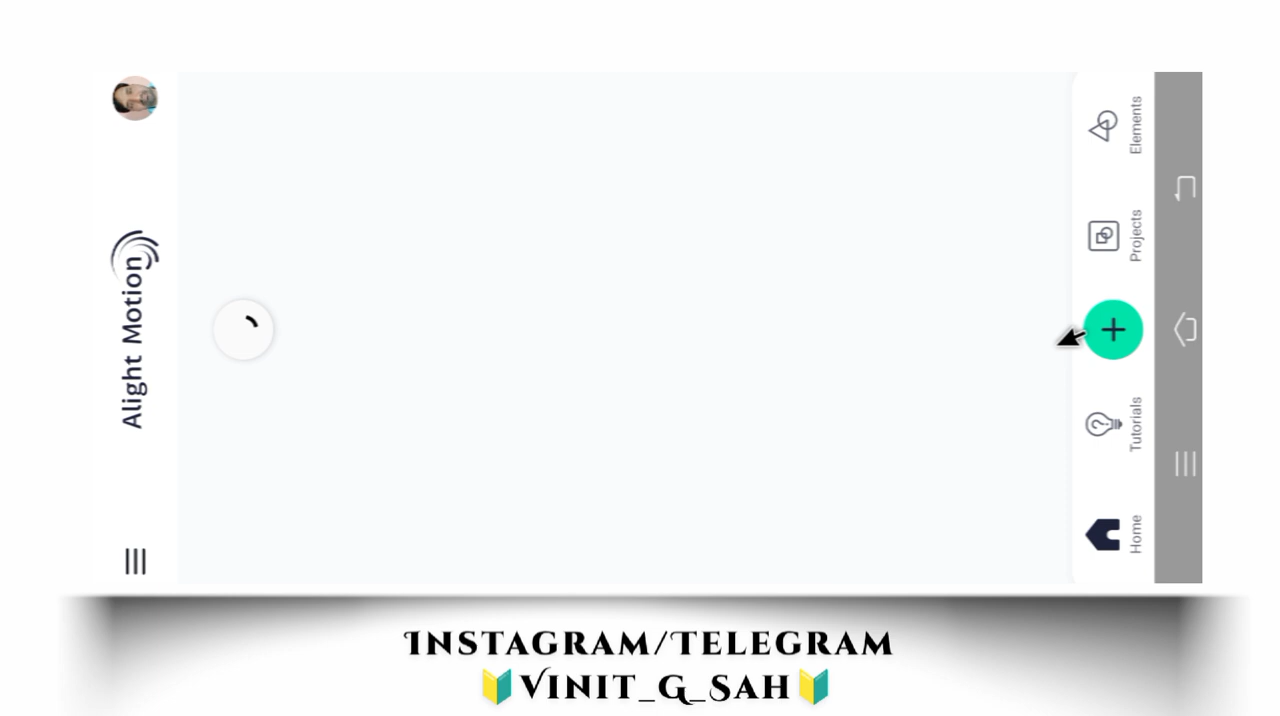 Alight Motion
Elements
Projects
Tutorials
Home
INSTAGRAM/TELEGRAM
🔰VINIT_G_SAH🔰